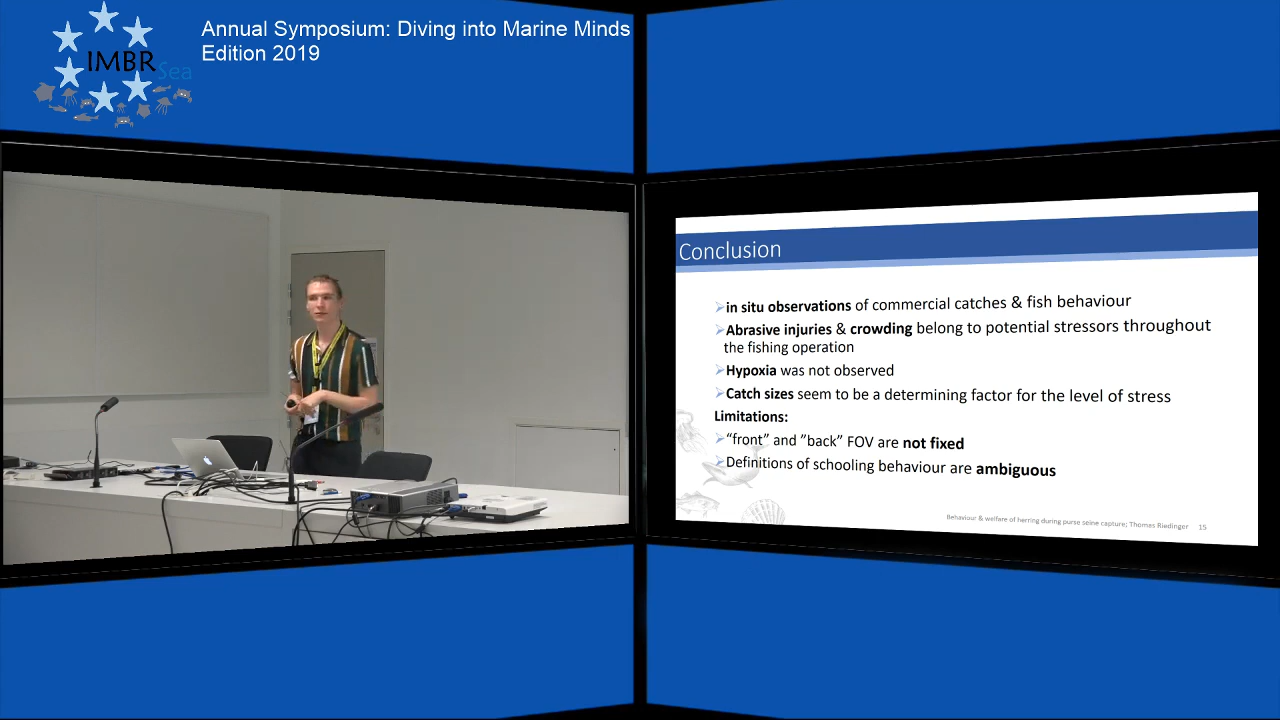 IMBRSea
Annual Symposium: Diving into Marine Minds
Edition 2019
Conclusion
in situ observations of commercial catches & fish behaviour
Abrasive injuries & crowding belong to potential stressors throughout
the fishing operation
Hypoxia was not observed
Catch sizes seem to be a determining factor for the level of stress
Limitations:
“front” and ”back” FOV are not fixed
Definitions of schooling behaviour are ambiguous
Behaviour & welfare of herring during purse seine capture; Thomas Riedinger 15